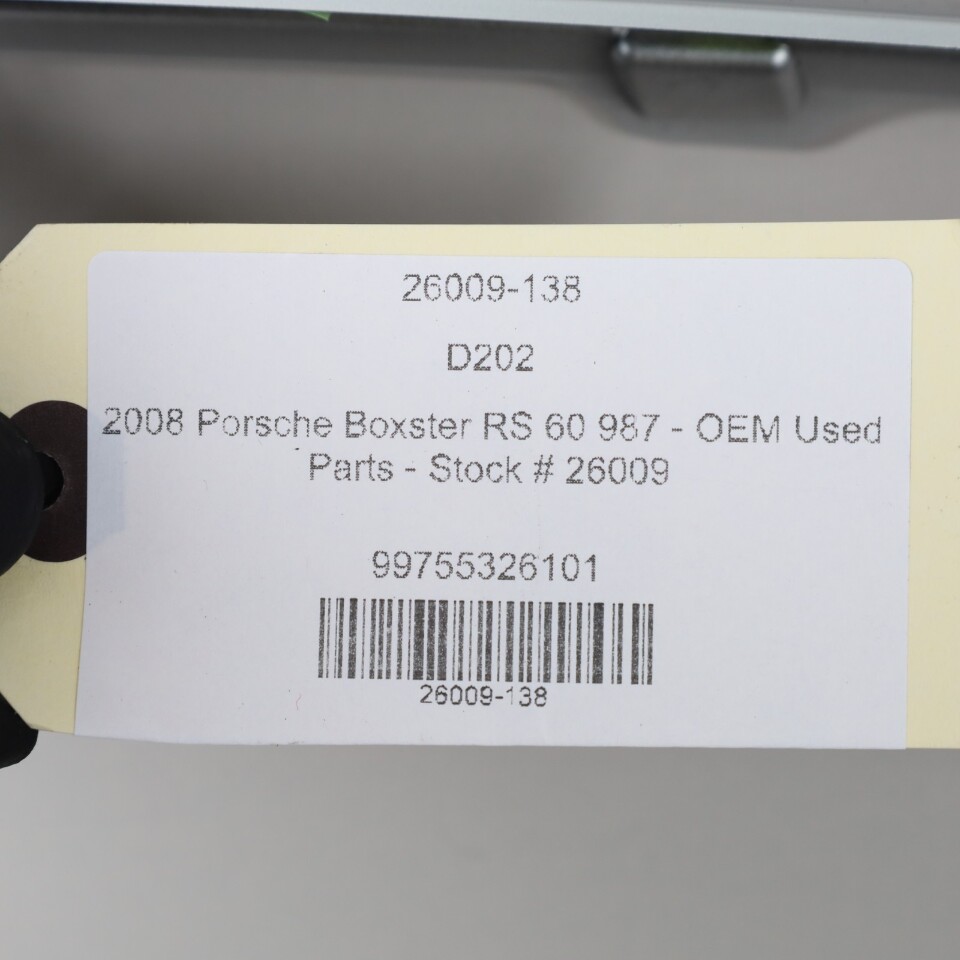 26009-138
D202
2008 Porsche Boxster RS 60 987 - OEM Used
Parts - Stock # 26009
99755326101
26009-138